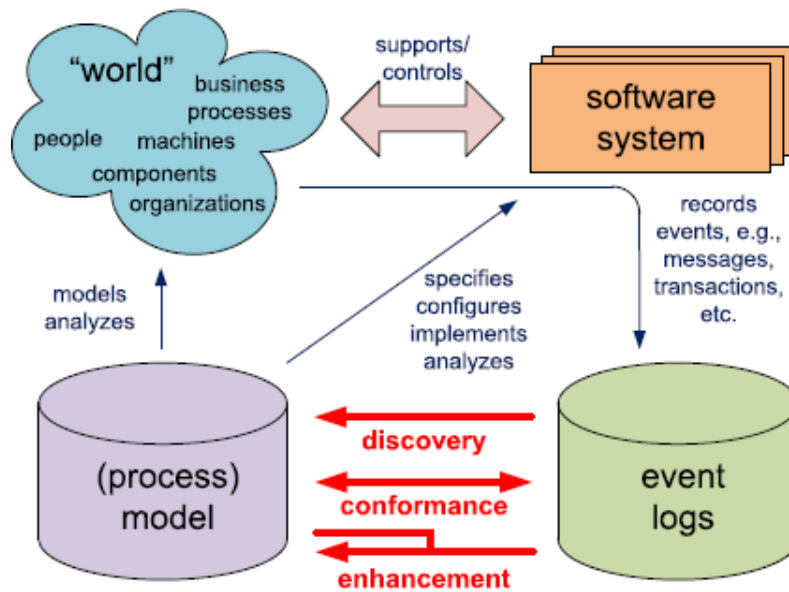 “world”
business
processes
people
machines
components
organizations
supports/
controls
software
system
records
events, e.g.,
messages,
transactions,
etc.
models
analyzes
specifies
configures
implements
analyzes
(process)
model
discovery
conformance
enhancement
event
logs